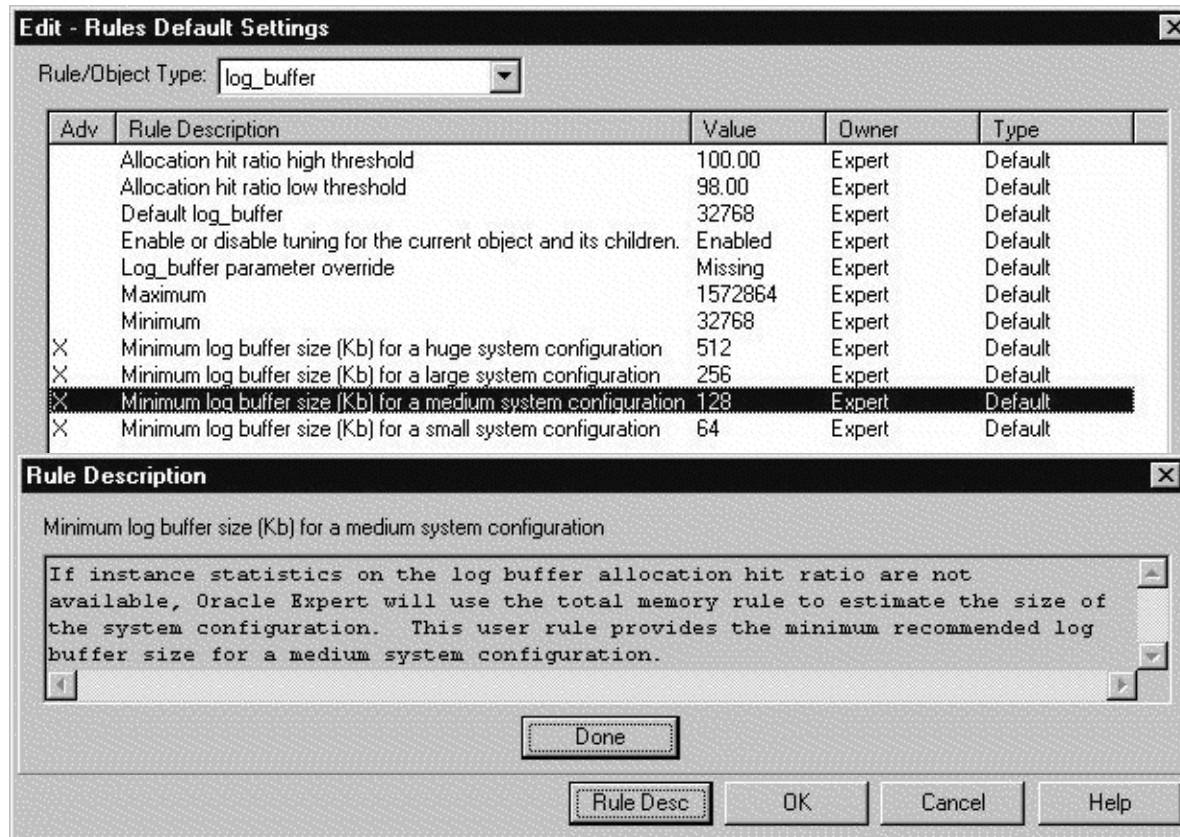 Edit - Rules Default Settings
Rule/Object Type: log_buffer
Adv Rule Description Value Owner Type
Allocation hit ratio high threshold 100.00 Expert Default
Allocation hit ratio low threshold 98.00 Expert Default
Default log_buffer 32768 Expert Default
Enable or disable tuning for the current object and its children. Enabled Expert Default
Log_buffer parameter override Missing Expert Default
Maximum 1572864 Expert Default
Minimum 32768 Expert Default
X Minimum log buffer size (Kb) for a huge system configuration 512 Expert Default
X Minimum log buffer size (Kb) for a large system configuration 256 Expert Default
X Minimum log buffer size (Kb) for a medium system configuration 128 Expert Default
X Minimum log buffer size (Kb) for a small system configuration 64 Expert Default
Rule Description
Minimum log buffer size (Kb) for a medium system configuration
If instance statistics on the log buffer allocation hit ratio are not
available, Oracle Expert will use the total memory rule to estimate the size of
the system configuration.  This user rule provides the minimum recommended log
buffer size for a medium system configuration.
Done
Rule Desc OK Cancel Help